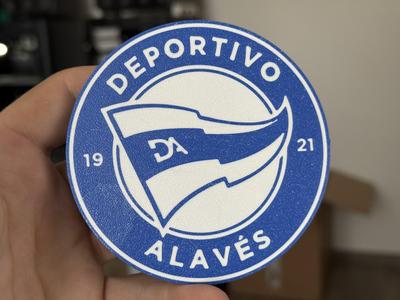 DEPORTIVO
19 21
DA
ALAVÉS